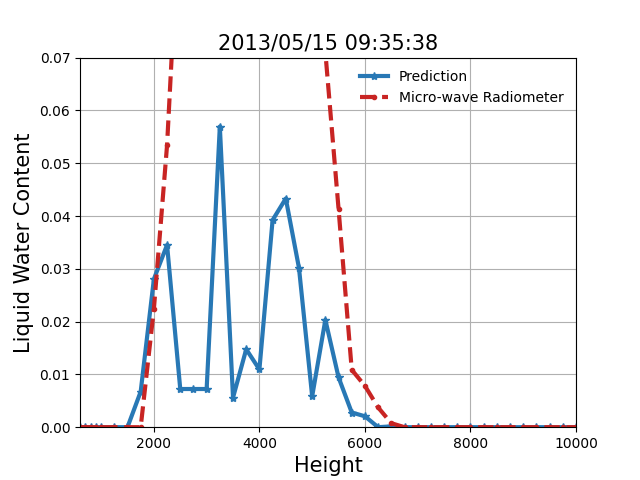 2013/05/15 09:35:38
0.07
0.06
0.05
0.04
0.03
0.02
0.01
0.00
Liquid Water Content
Prediction
Micro-wave Radiometer
2000 4000 6000 8000 10000
Height